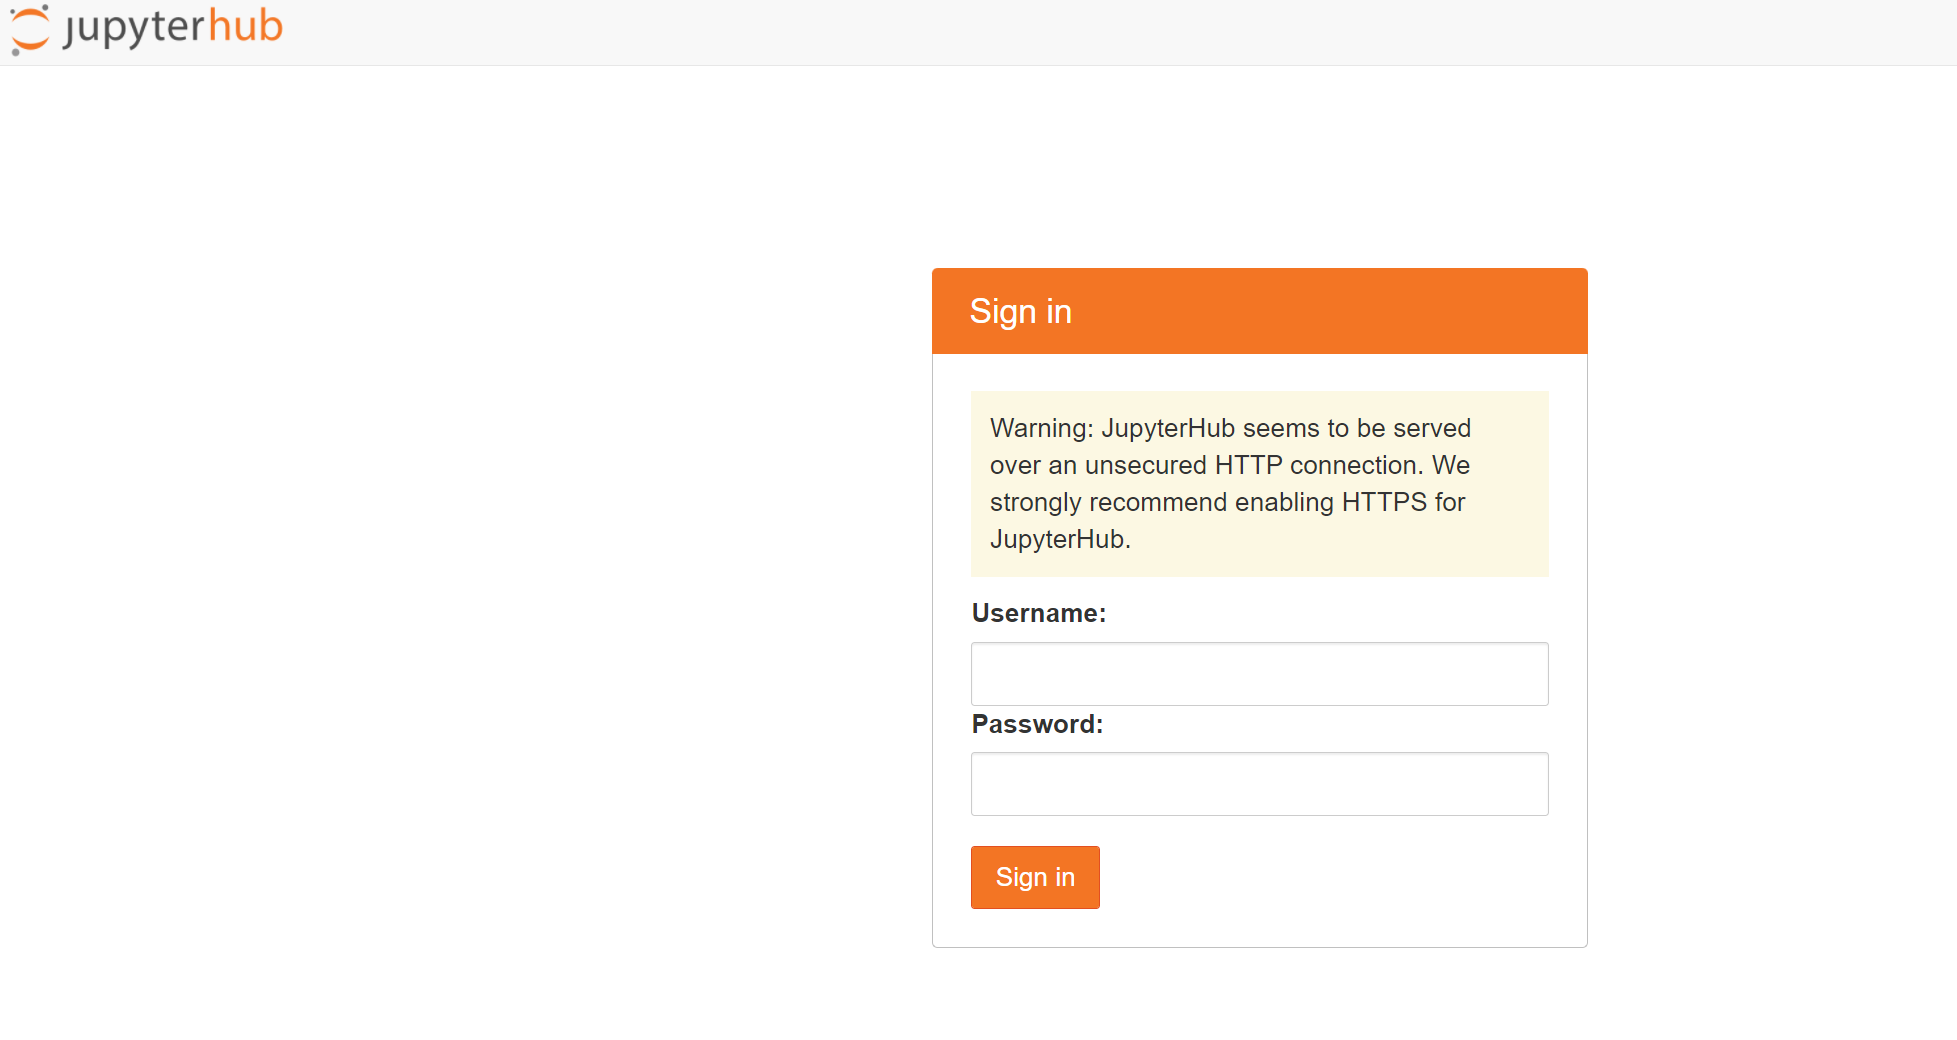 jupyterhub
Sign in
Warning: JupyterHub seems to be served
over an unsecured HTTP connection. We
strongly recommend enabling HTTPS for
JupyterHub.
Username:
Password:
Sign in